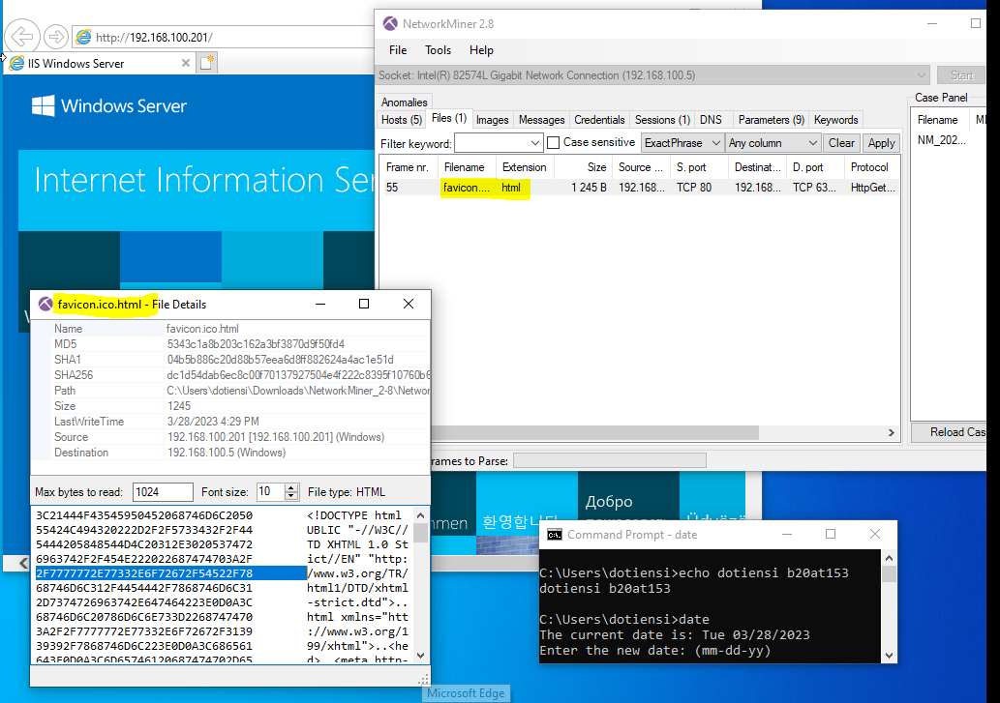 http://192.168.100.201/
IIS Windows Server
Windows Server
Internet Information Se
NetworkMiner 2.8
File Tools Help
Socket: Intel(R) 82574L Gigabit Network Connection (192.168.100.5)
Start
Anomalies
Hosts (5) Files (1) Images Messages Credentials Sessions (1) DNS Parameters (9) Keywords
Filter keyword: Case sensitive ExactPhrase Any column Clear Apply
Frame nr. Filename Extension Size Source ... S. port Destinat... D. port Protocol
55 favicon.... html 1 245 B 192.168... TCP 80 192.168... TCP 63... HttpGet...
Case Panel
Filename
NM_202...
Reload Cas
rames to Parse:
favicon.ico.html - File Details
Name favicon.ico.html
MD5 5343c1a8b203c162a3bf3870d9f50fd4
SHA1 04b5b886c20d88b57eea6d8ff882624a4ac1e51d
SHA256 dc1d54dab6ec8c00f70137927504e4f222c8395f10760b6
Path C:\Users\dotiensi\Downloads\NetworkMiner_2-8\Networ
Size 1245
LastWriteTime 3/28/2023 4:29 PM
Source 192.168.100.201 [192.168.100.201] (Windows)
Destination 192.168.100.5 (Windows)
Max bytes to read: 1024 Font size: 10 File type: HTML
3C21444F43545950452068746D6C2050 <!DOCTYPE html P
55424C494320222D2F2F5733432F2F44 UBLIC "-//W3C//D
5444205848544D4C20312E3020537472 TD XHTML 1.0 Str
6963742F2F454E222022687474703A2F ict//EN" "http:/
2F7777772E77332E6F72672F54522F78 /www.w3.org/TR/x
68746D6C312F4454442F7868746D6C31 html1/DTD/xhtml1
2D7374726963742E647464223E0D0A3C -strict.dtd">..<
68746D6C20786D6C6E733D2268747470 html xmlns="http
3A2F2F7777772E77332E6F72672F3139 ://www.w3.org/19
39392F7868746D6C223E0D0A3C686561 99/xhtml">..<hea
643E0D0A3C6D65746120687474702D65 d>..<meta http-e
mmen
환영합니다
Добро
Command Prompt - date
C:\Users\dotiensi>echo dotiensi b20at153
dotiensi b20at153
C:\Users\dotiensi>date
The current date is: Tue 03/28/2023
Enter the new date: (mm-dd-yy)
Microsoft Edge